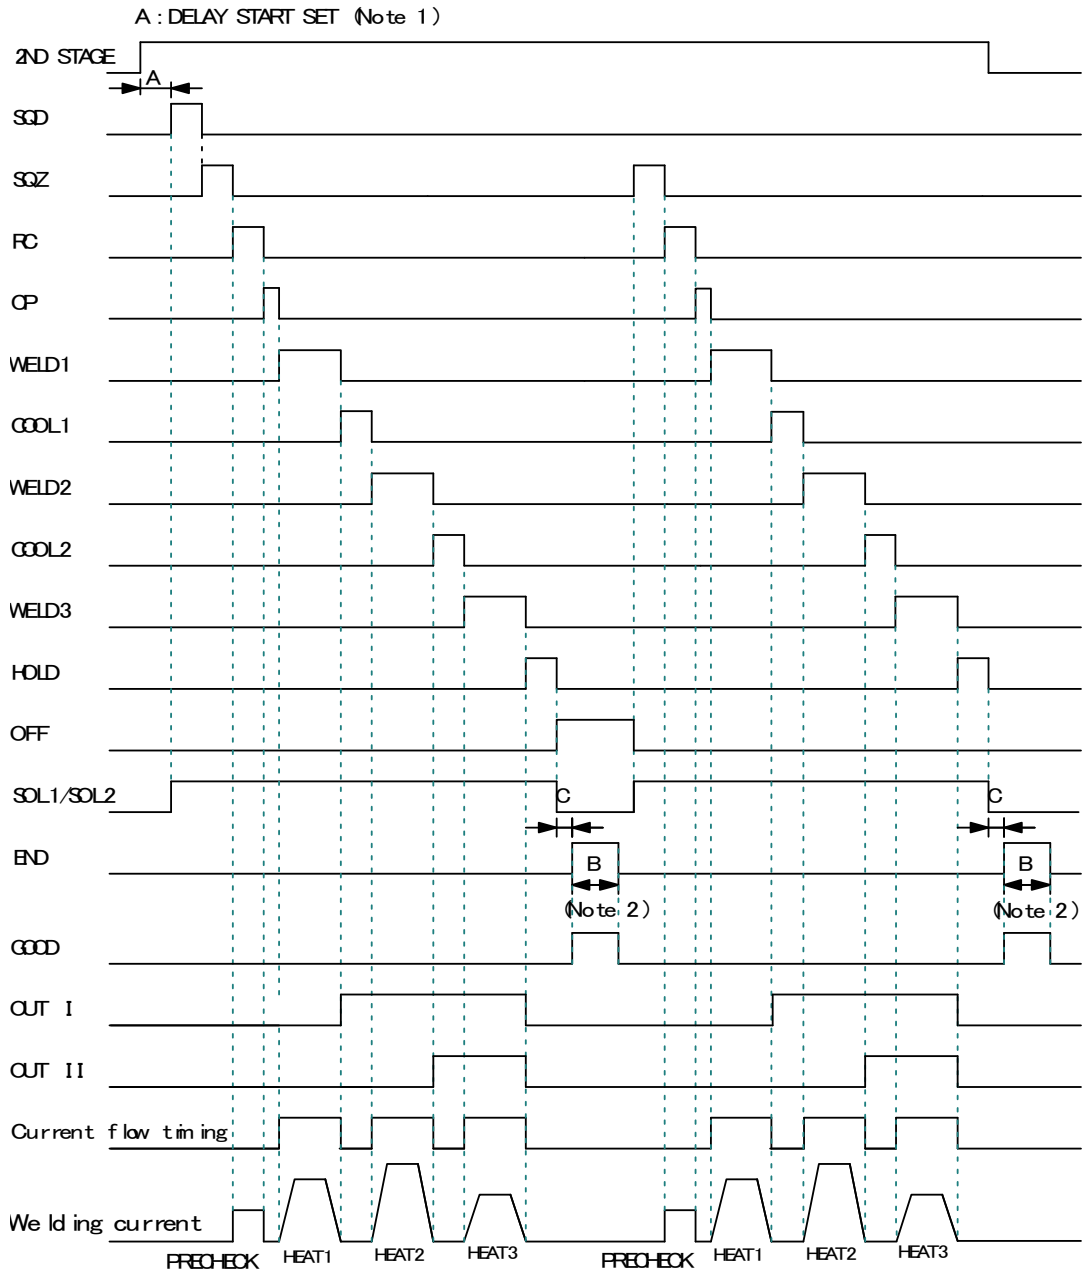 A : DELAY START SET (Note 1)
2ND STAGE
A
SQD
SQZ
RC
CP
WELD1
COOL1
WELD2
COOL2
WELD3
HOLD
OFF
SOL1/SOL2 C C
END B B
(Note 2) (Note 2)
GOOD
OUT I
OUT II
Current flow timing
Welding current
PRECHECK HEAT1 HEAT2 HEAT3 PRECHECK HEAT1 HEAT2 HEAT3